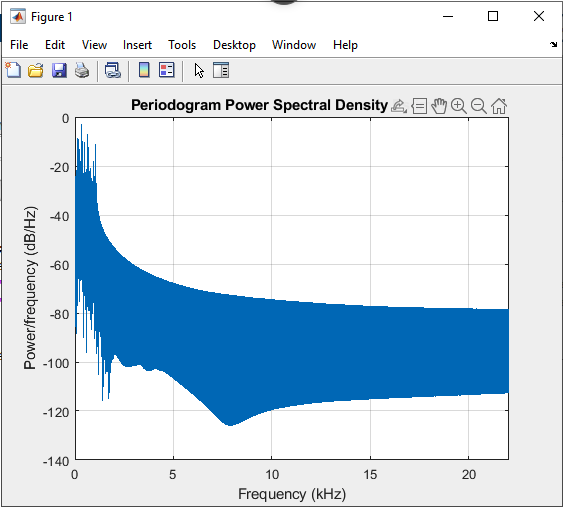 Figure 1
File Edit View Insert Tools Desktop Window Help
Periodogram Power Spectral Density
Power/frequency (dB/Hz)
0
-20
-40
-60
-80
-100
-120
-140
0 5 10 15 20
Frequency (kHz)